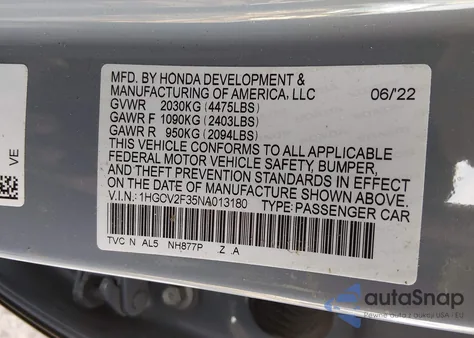 MFD. BY HONDA DEVELOPMENT &
MANUFACTURING OF AMERICA, LLC 06/'22
GVWR 2030KG (4475LBS)
GAWR F 1090KG (2403LBS)
GAWR R 950KG (2094LBS)
THIS VEHICLE CONFORMS TO ALL APPLICABLE
FEDERAL MOTOR VEHICLE SAFETY, BUMPER,
AND THEFT PREVENTION STANDARDS IN EFFECT
ON THE DATE OF MANUFACTURE SHOWN ABOVE.
V.I.N.: 1HGCV2F35NA013180 TYPE: PASSENGER CAR
TVC N AL5 NH877P Z .A
VE
autoSnap